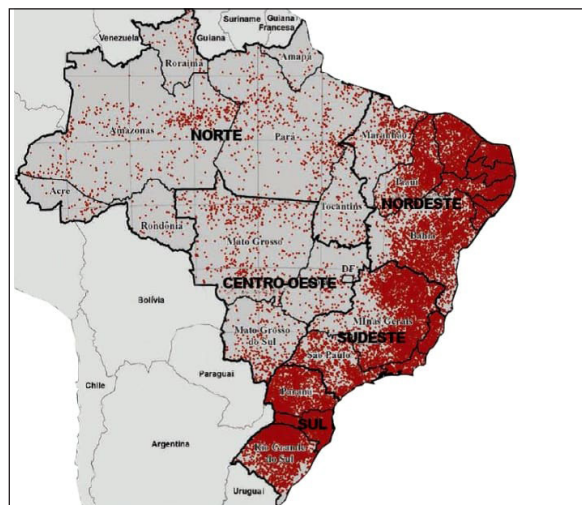 Suriname
Guiana
Francesa
Venezuela
Guiana
Roraima
Amapá
Amazonas
NORTE
Pará
Maranhão
Piauí
NORDESTE
Acre
Rondônia
Tocantins
Bahia
Mato Grosso
DF
CENTRO-OESTE
Bolívia
Minas Gerais
Mato Grosso
do Sul
SUDESTE
São Paulo
Paraguai
Chile
Paraná
SUL
Argentina
Rio Grande
do Sul
Uruguai